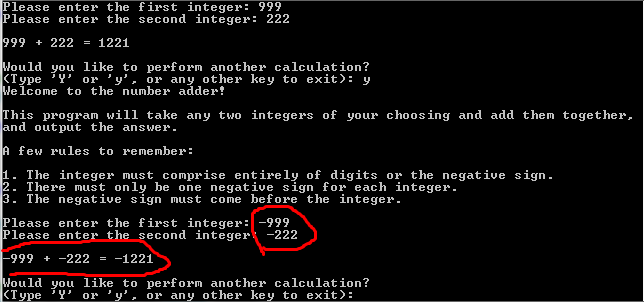 Please enter the first integer: 999
Please enter the second integer: 222
999 + 222 = 1221
Would you like to perform another calculation?
(Type 'Y' or 'y', or any other key to exit): y
Welcome to the number adder!
This program will take any two integers of your choosing and add them together,
and output the answer.
A few rules to remember:
1. The integer must comprise entirely of digits or the negative sign.
2. There must only be one negative sign for each integer.
3. The negative sign must come before the integer.
Please enter the first integer: -999
Please enter the second integer: -222
-999 + -222 = -1221
Would you like to perform another calculation?
(Type 'Y' or 'y', or any other key to exit):